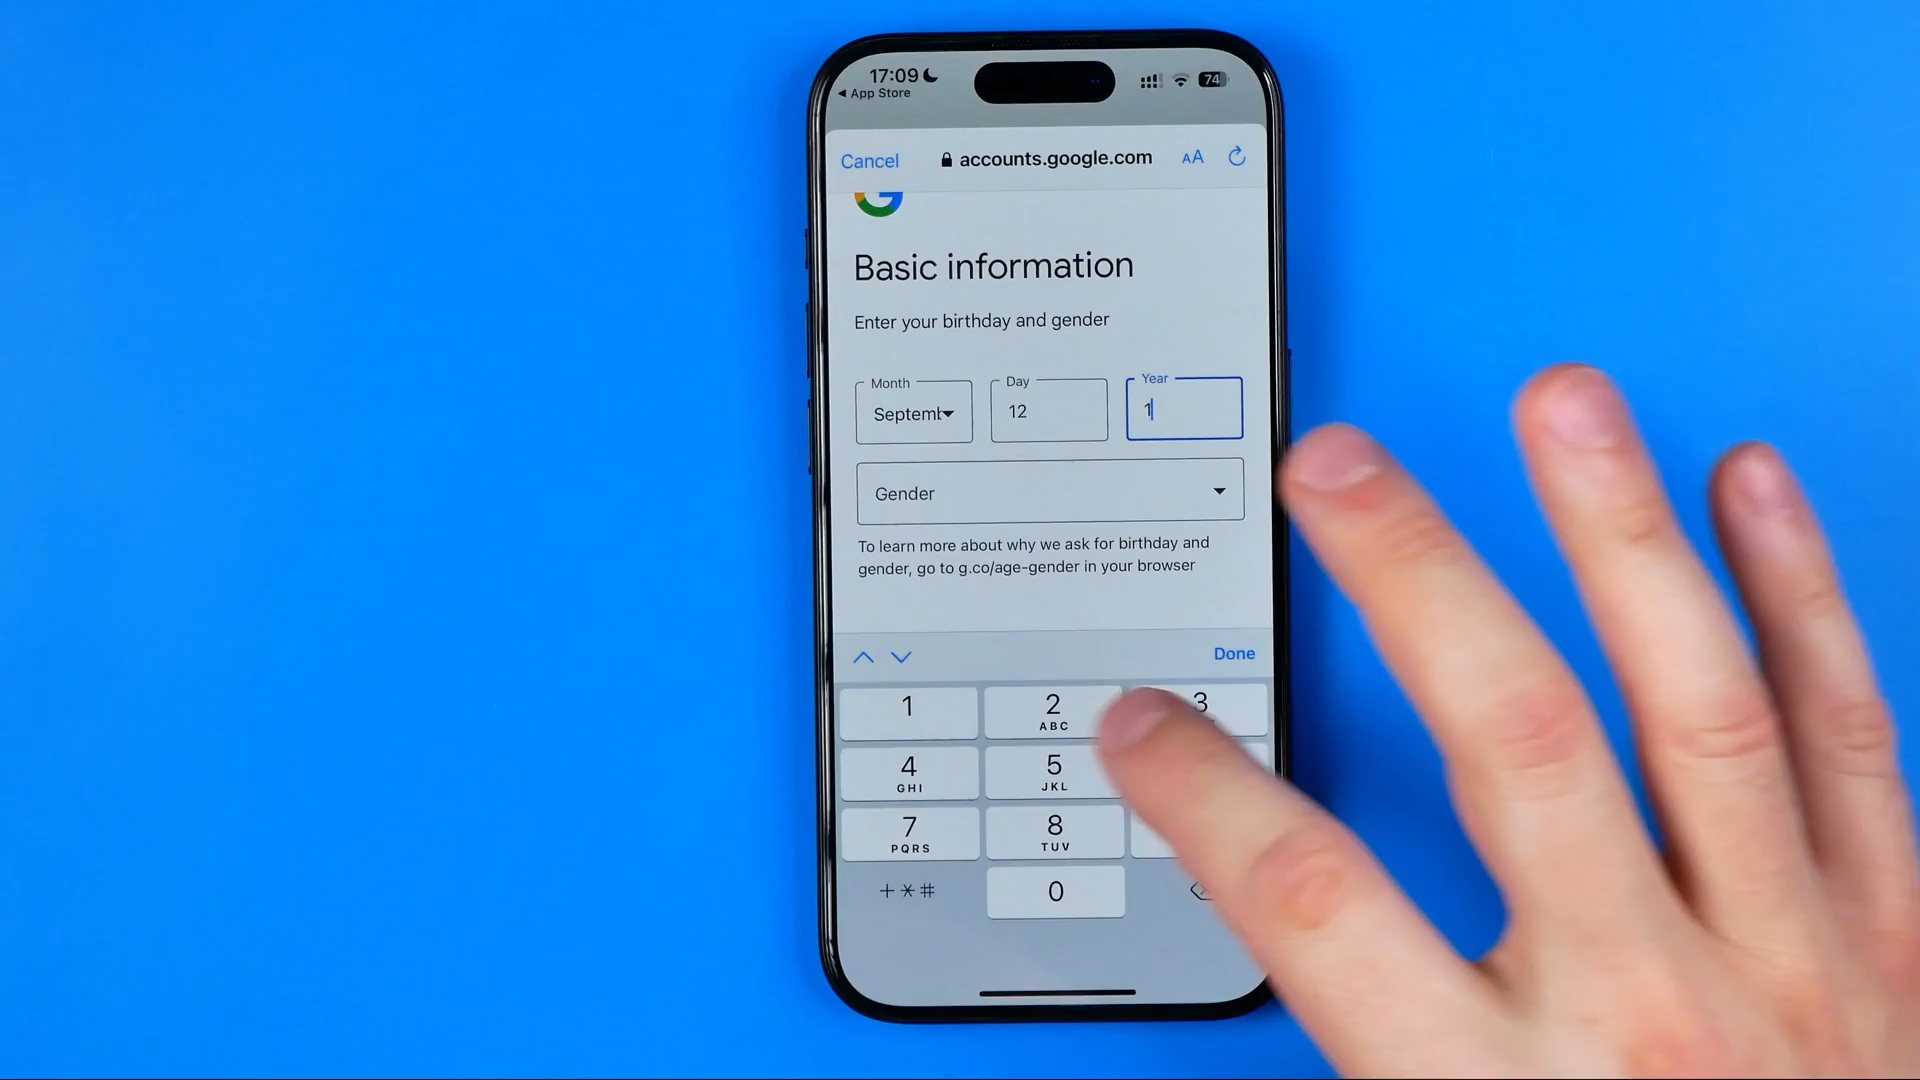 17:09
App Store
74
Cancel
accounts.google.com
AA
Basic information
Enter your birthday and gender
Month
Day
Year
12
1
Gender
To learn more about why we ask for birthday and
gender, go to g.co/age-gender in your browser
Done
1
2
3
ABC
4
5
GHI
JKL
7
8
PQRS
TUV
+*#
0